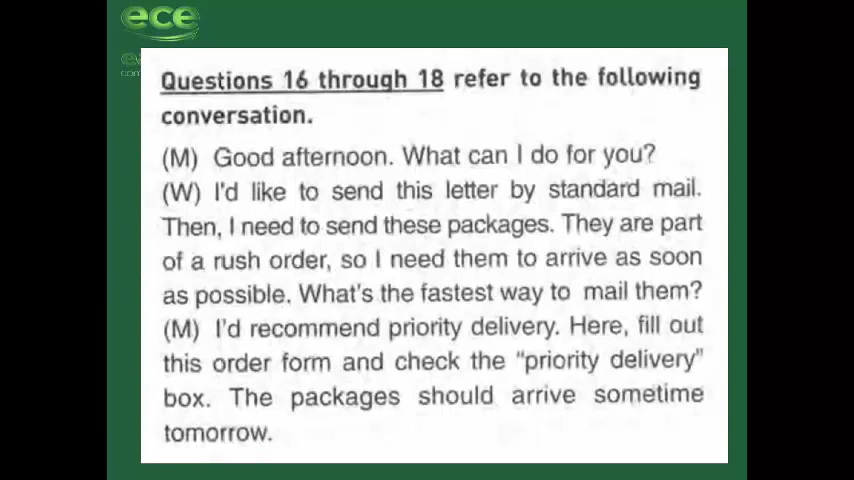 ece
Questions 16 through 18 refer to the following
conversation.
(M) Good afternoon. What can I do for you?
(W) I'd like to send this letter by standard mail.
Then, I need to send these packages. They are part
of a rush order, so I need them to arrive as soon
as possible. What's the fastest way to mail them?
(M) I'd recommend priority delivery. Here, fill out
this order form and check the “priority delivery”
box. The packages should arrive sometime
tomorrow.